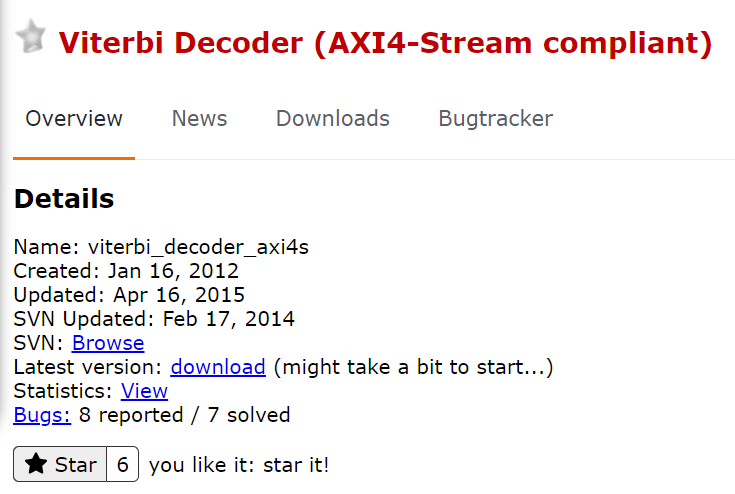 Viterbi Decoder (AXI4-Stream compliant)
Overview News Downloads Bugtracker
Details
Name: viterbi_decoder_axi4s
Created: Jan 16, 2012
Updated: Apr 16, 2015
SVN Updated: Feb 17, 2014
SVN: Browse
Latest version: download (might take a bit to start...)
Statistics: View
Bugs: 8 reported / 7 solved
Star 6 you like it: star it!